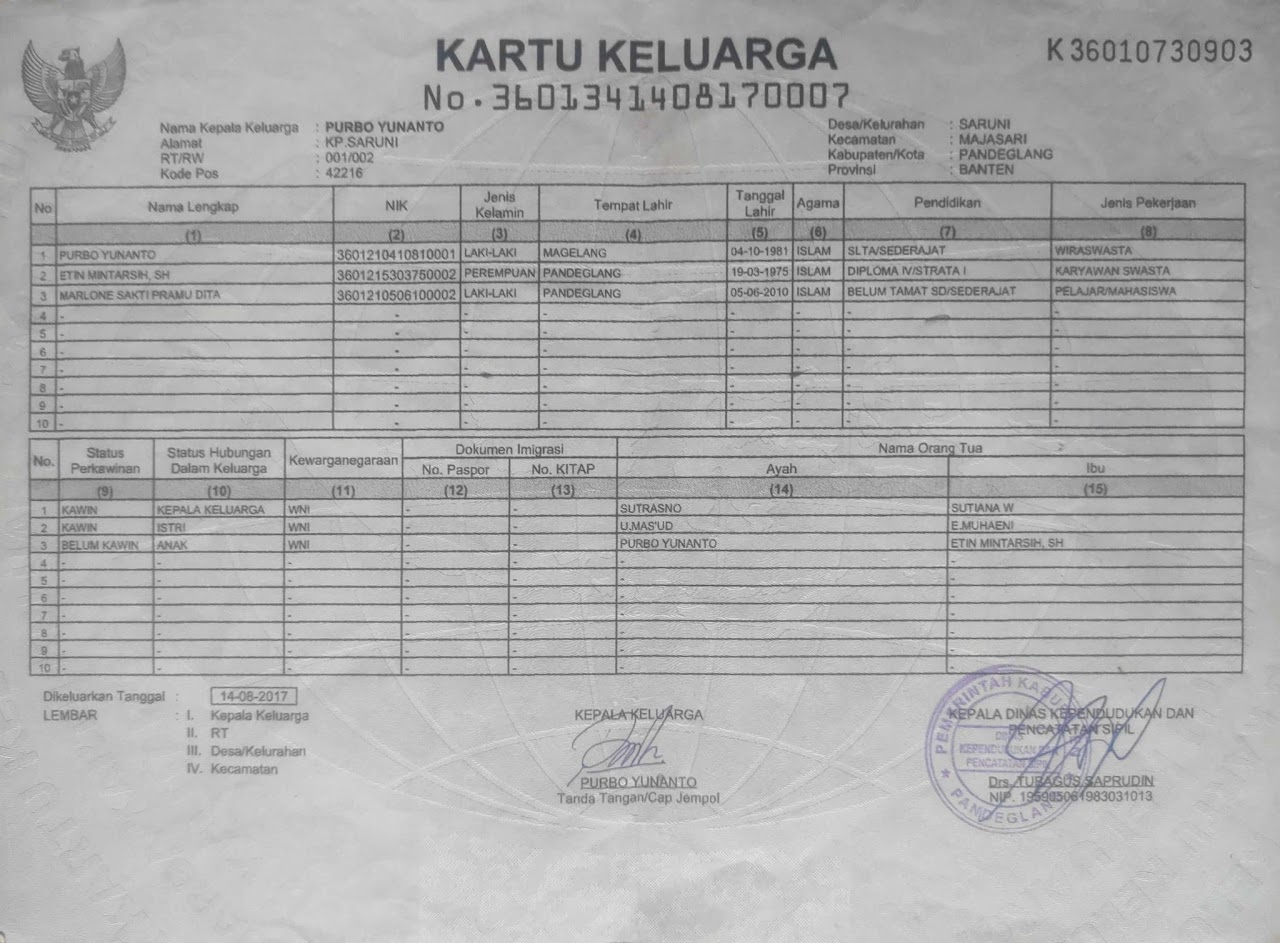 KARTU KELUARGA
No.3601341408170007
K36010730903
Nama Kepala Keluarga : PURBO YUNANTO
Alamat : KP.SARUNI
RT/RW : 001/002
Kode Pos : 42216
Desa/Kelurahan : SARUNI
Kecamatan : MAJASARI
Kabupaten/Kota : PANDEGLANG
Provinsi : BANTEN
No Nama Lengkap NIK Jenis Kelamin Tempat Lahir Tanggal Lahir Agama Pendidikan Jenis Pekerjaan
(1) (2) (3) (4) (5) (6) (7) (8)
1 PURBO YUNANTO 3601210410810001 LAKI-LAKI MAGELANG 04-10-1981 ISLAM SLTA/SEDERAJAT WIRASWASTA
2 ETIN MINTARSIH, SH 3601215303750002 PEREMPUAN PANDEGLANG 19-03-1975 ISLAM DIPLOMA IV/STRATA I KARYAWAN SWASTA
3 MARLONE SAKTI PRAMU DITA 3601210506100002 LAKI-LAKI PANDEGLANG 05-06-2010 ISLAM BELUM TAMAT SD/SEDERAJAT PELAJAR/MAHASISWA
4 - - - - - - - -
5 - - - - - - - -
6 - - - - - - - -
7 - - - - - - - -
8 - - - - - - - -
9 - - - - - - - -
10 - - - - - - - -
No. Status Perkawinan Status Hubungan Dalam Keluarga Kewarganegaraan Dokumen Imigrasi Nama Orang Tua
No. Paspor No. KITAP Ayah Ibu
(9) (10) (11) (12) (13) (14) (15)
1 KAWIN KEPALA KELUARGA WNI - - SUTRASNO SUTIANA W
2 KAWIN ISTRI WNI - - U.MAS'UD E.MUHAENI
3 BELUM KAWIN ANAK WNI - - PURBO YUNANTO ETIN MINTARSIH, SH
4 - - - - - - -
5 - - - - - - -
6 - - - - - - -
7 - - - - - - -
8 - - - - - - -
9 - - - - - - -
10 - - - - - - -
Dikeluarkan Tanggal : 14-08-2017
LEMBAR : I. Kepala Keluarga
II. RT
III. Desa/Kelurahan
IV. Kecamatan
KEPALA KELUARGA
PURBO YUNANTO
Tanda Tangan/Cap Jempol
KEPALA DINAS KEPENDUDUKAN DAN
PENCATATAN SIPIL
Drs. TUBAGUS SAPRUDIN
NIP. 195905061983031013
PEMERINTAH
KEPENDUDUKAN
PENCATATAN SIPIL
PANDEGLANG